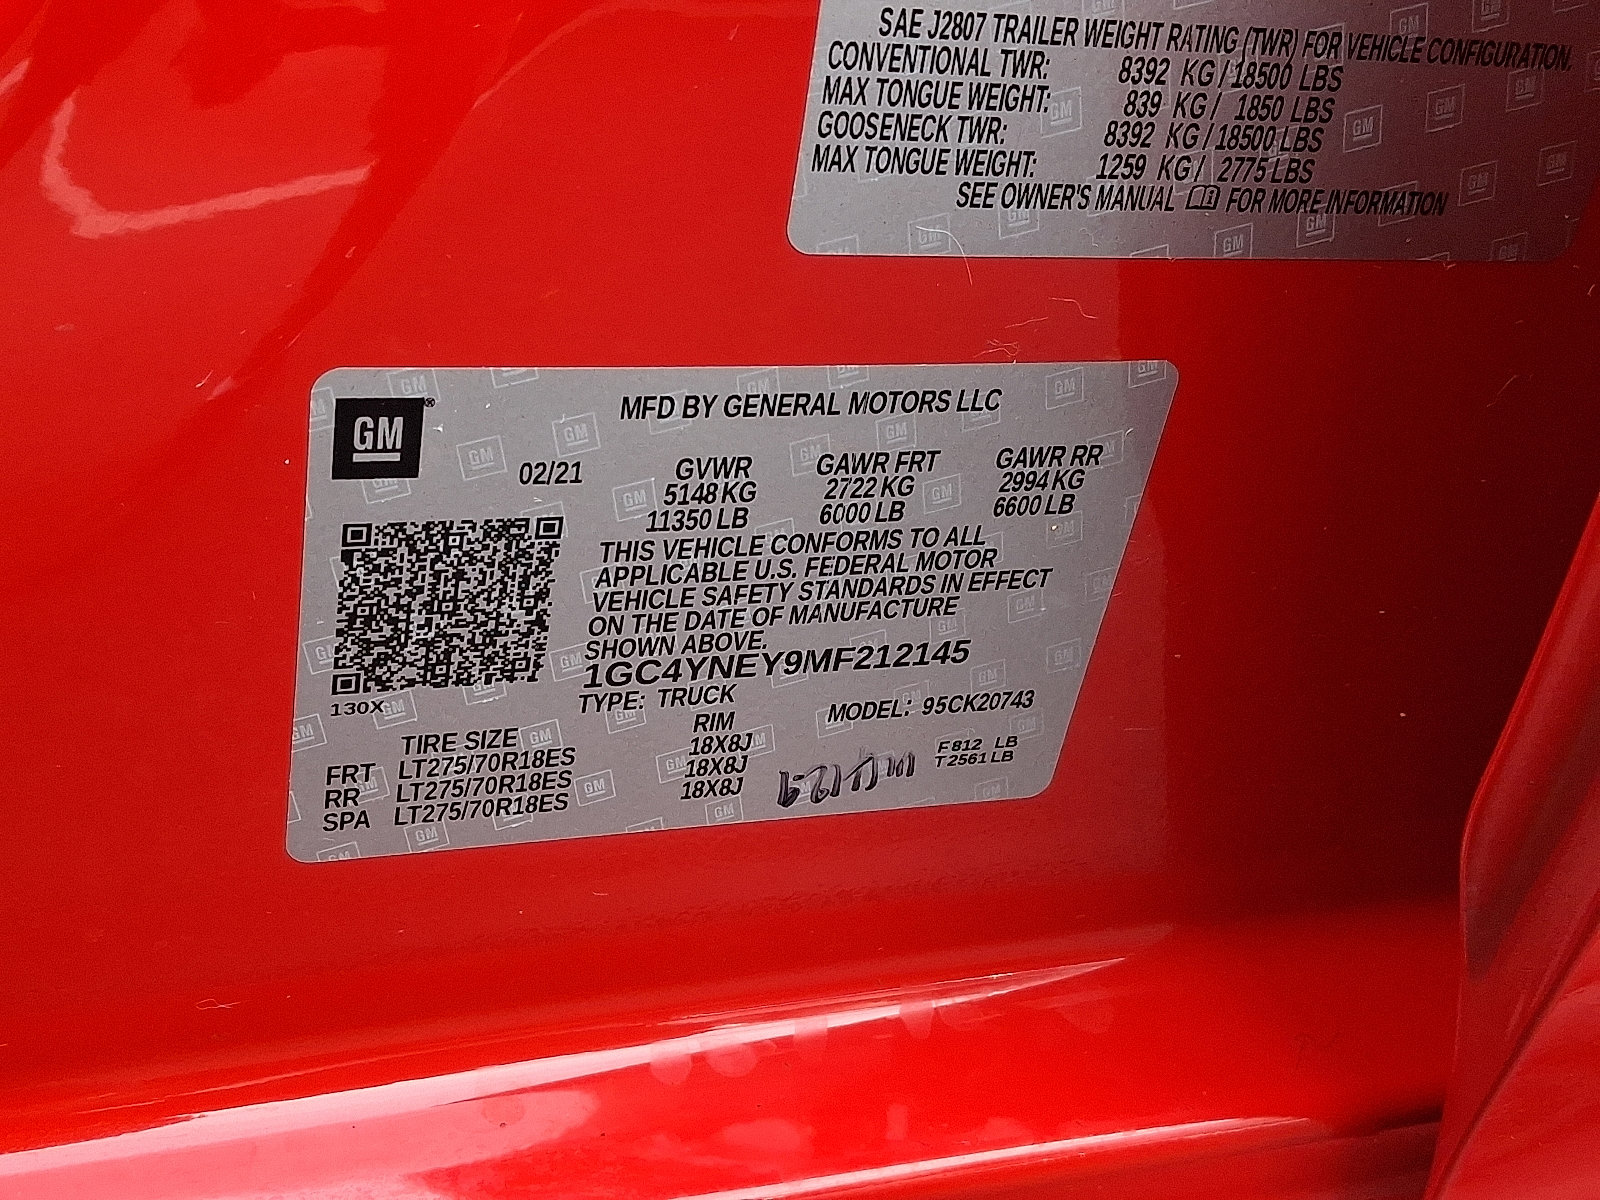 SAE J2807 TRAILER WEIGHT RATING (TWR) FOR VEHICLE CONFIGURATION.
CONVENTIONAL TWR: 8392 KG / 18500 LBS
MAX TONGUE WEIGHT: 839 KG / 1850 LBS
GOOSENECK TWR: 8392 KG / 18500 LBS
MAX TONGUE WEIGHT: 1259 KG / 2775 LBS
SEE OWNER'S MANUAL FOR MORE INFORMATION
GM®
MFD BY GENERAL MOTORS LLC
02/21 GVWR GAWR FRT GAWR RR
5148 KG 2722 KG 2994 KG
11350 LB 6000 LB 6600 LB
THIS VEHICLE CONFORMS TO ALL
APPLICABLE U.S. FEDERAL MOTOR
VEHICLE SAFETY STANDARDS IN EFFECT
ON THE DATE OF MANUFACTURE
SHOWN ABOVE.
1GC4YNEY9MF212145
130X
TYPE: TRUCK MODEL: 95CK20743
TIRE SIZE RIM
FRT LT275/70R18ES 18X8J
RR LT275/70R18ES 18X8J
SPA LT275/70R18ES 18X8J
F 812 LB
T 2561 LB